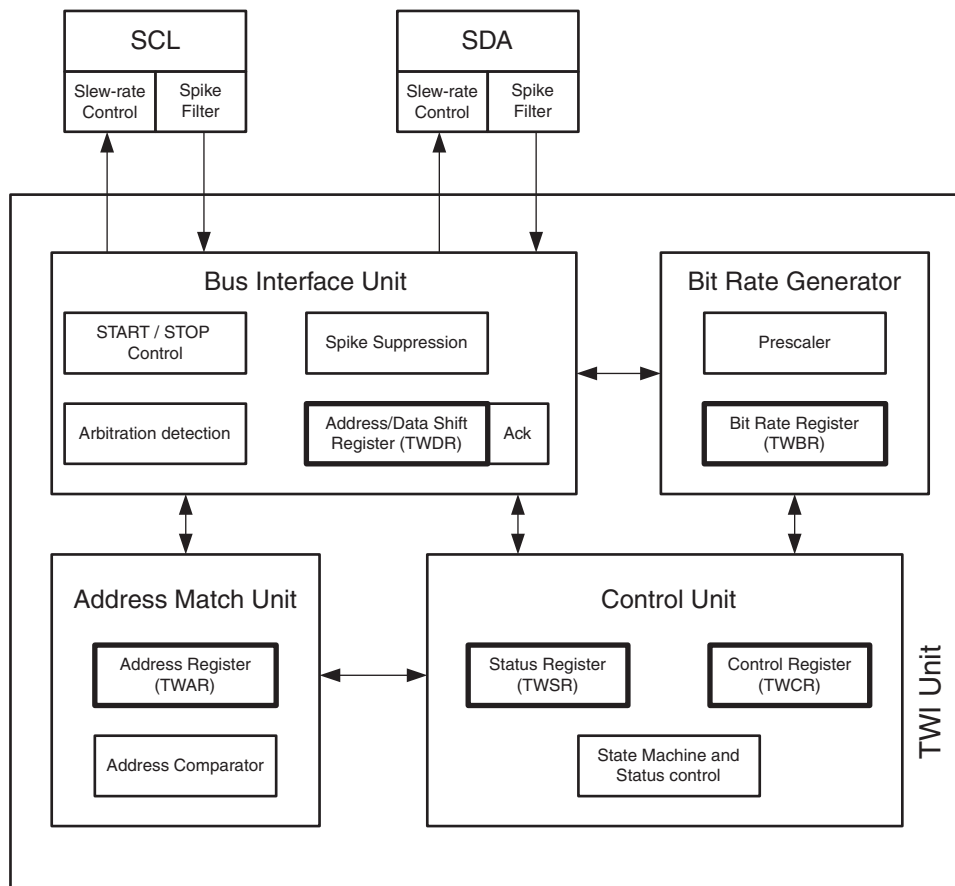 SCL
Slew-rate
Control
Spike
Filter
SDA
Slew-rate
Control
Spike
Filter
Bus Interface Unit
START / STOP
Control
Spike Suppression
Arbitration detection
Address/Data Shift
Register (TWDR)
Ack
Bit Rate Generator
Prescaler
Bit Rate Register
(TWBR)
Address Match Unit
Address Register
(TWAR)
Address Comparator
Control Unit
Status Register
(TWSR)
Control Register
(TWCR)
State Machine and
Status control
TWI Unit